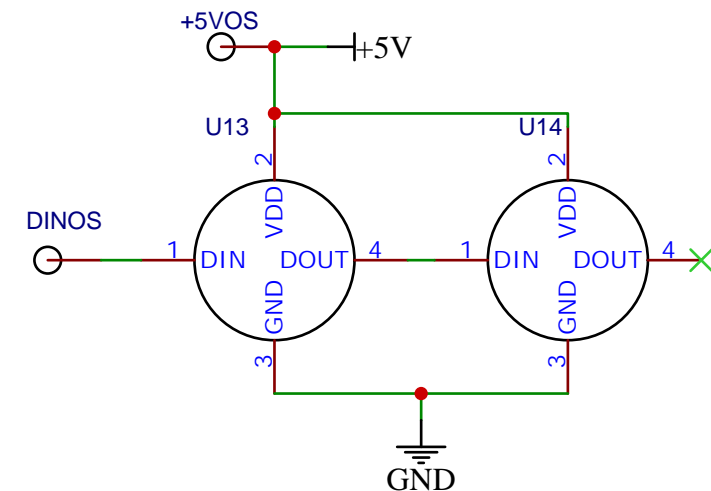 +5VOS
+5V
U13
U14
2
2
DINOS
VDD
VDD
1
DIN
DOUT
4
1
DIN
DOUT
4
GND
GND
3
3
GND